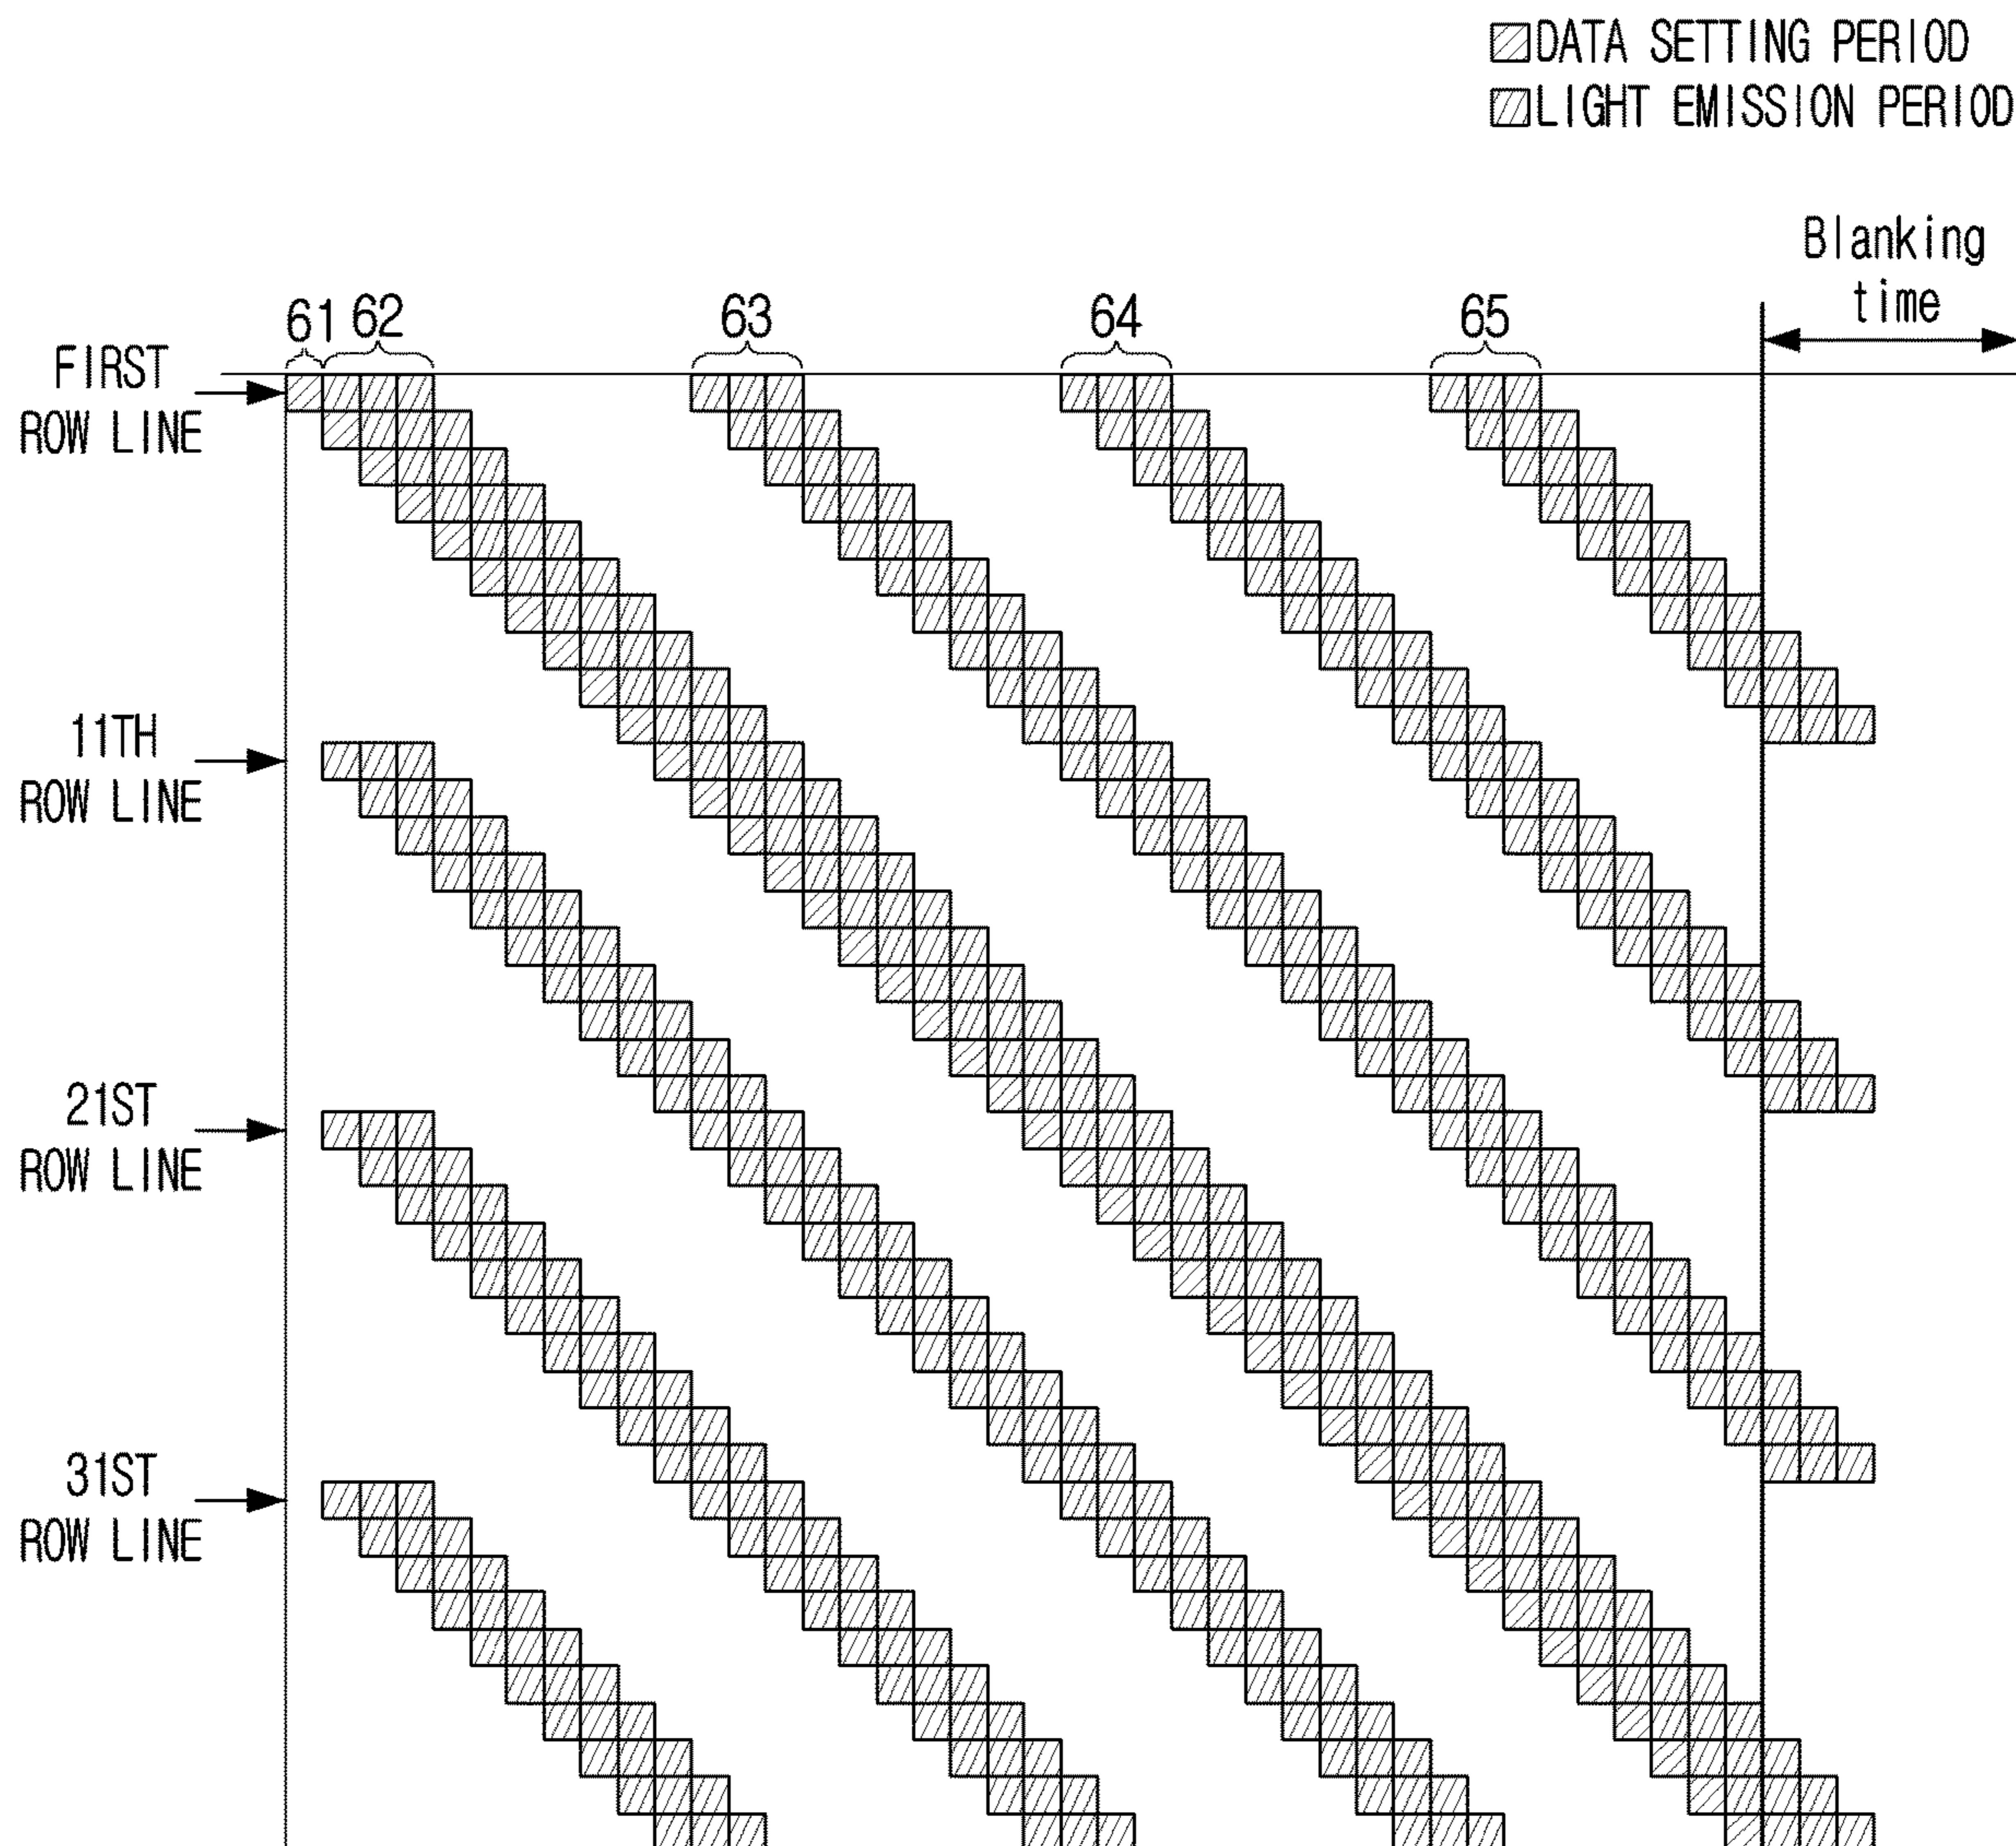 DATA SETTING PERIOD
LIGHT EMISSION PERIOD
Blanking
time
61 62 63 64 65
FIRST
ROW LINE
11TH
ROW LINE
21ST
ROW LINE
31ST
ROW LINE